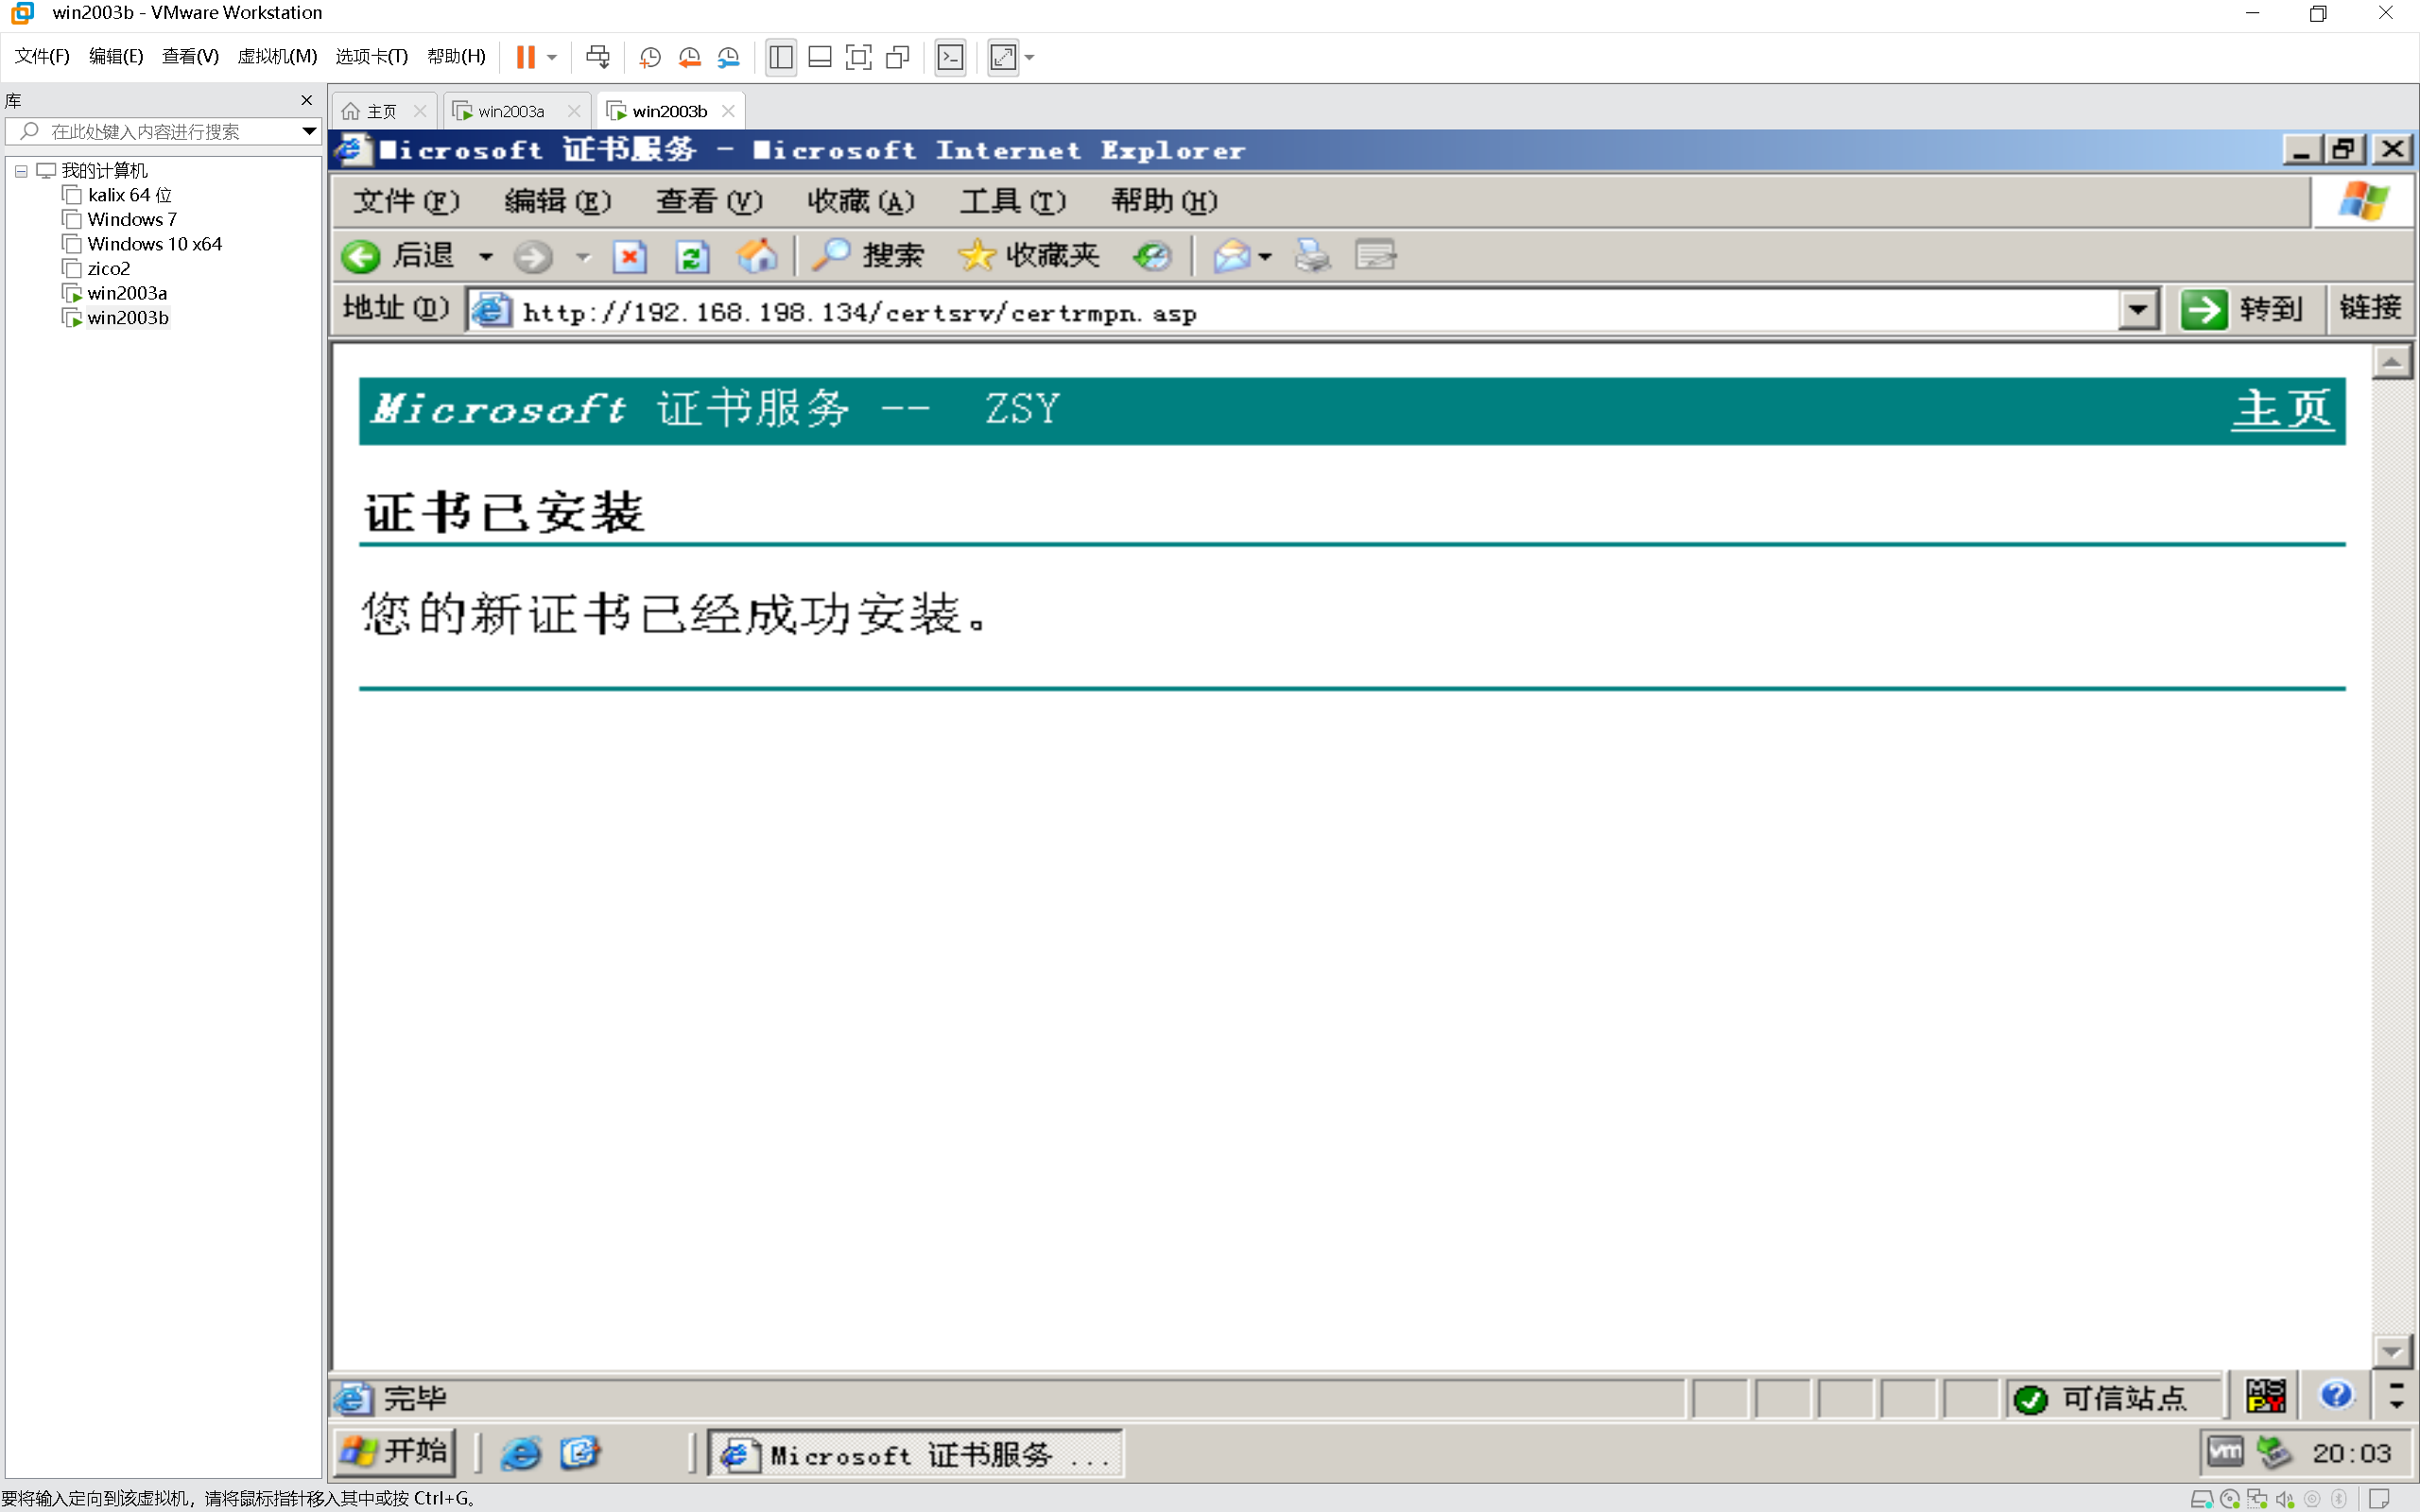 win2003b - VMware Workstation
文件(F) 编辑(E) 查看(V) 虚拟机(M) 选项卡(T) 帮助(H)
库
在此处键入内容进行搜索
我的计算机
kalix 64 位
Windows 7
Windows 10 x64
zico2
win2003a
win2003b
主页 win2003a win2003b
Microsoft 证书服务 - Microsoft Internet Explorer
文件(F) 编辑(E) 查看(V) 收藏(A) 工具(T) 帮助(H)
后退 搜索 收藏夹
地址(D) http://192.168.198.134/certsrv/certrmpn.asp 转到 链接
Microsoft 证书服务 -- ZSY 主页
证书已安装
您的新证书已经成功安装。
完毕 可信站点
开始 Microsoft 证书服务 ... vm 20:03
要将输入定向到该虚拟机，请将鼠标指针移入其中或按 Ctrl+G。